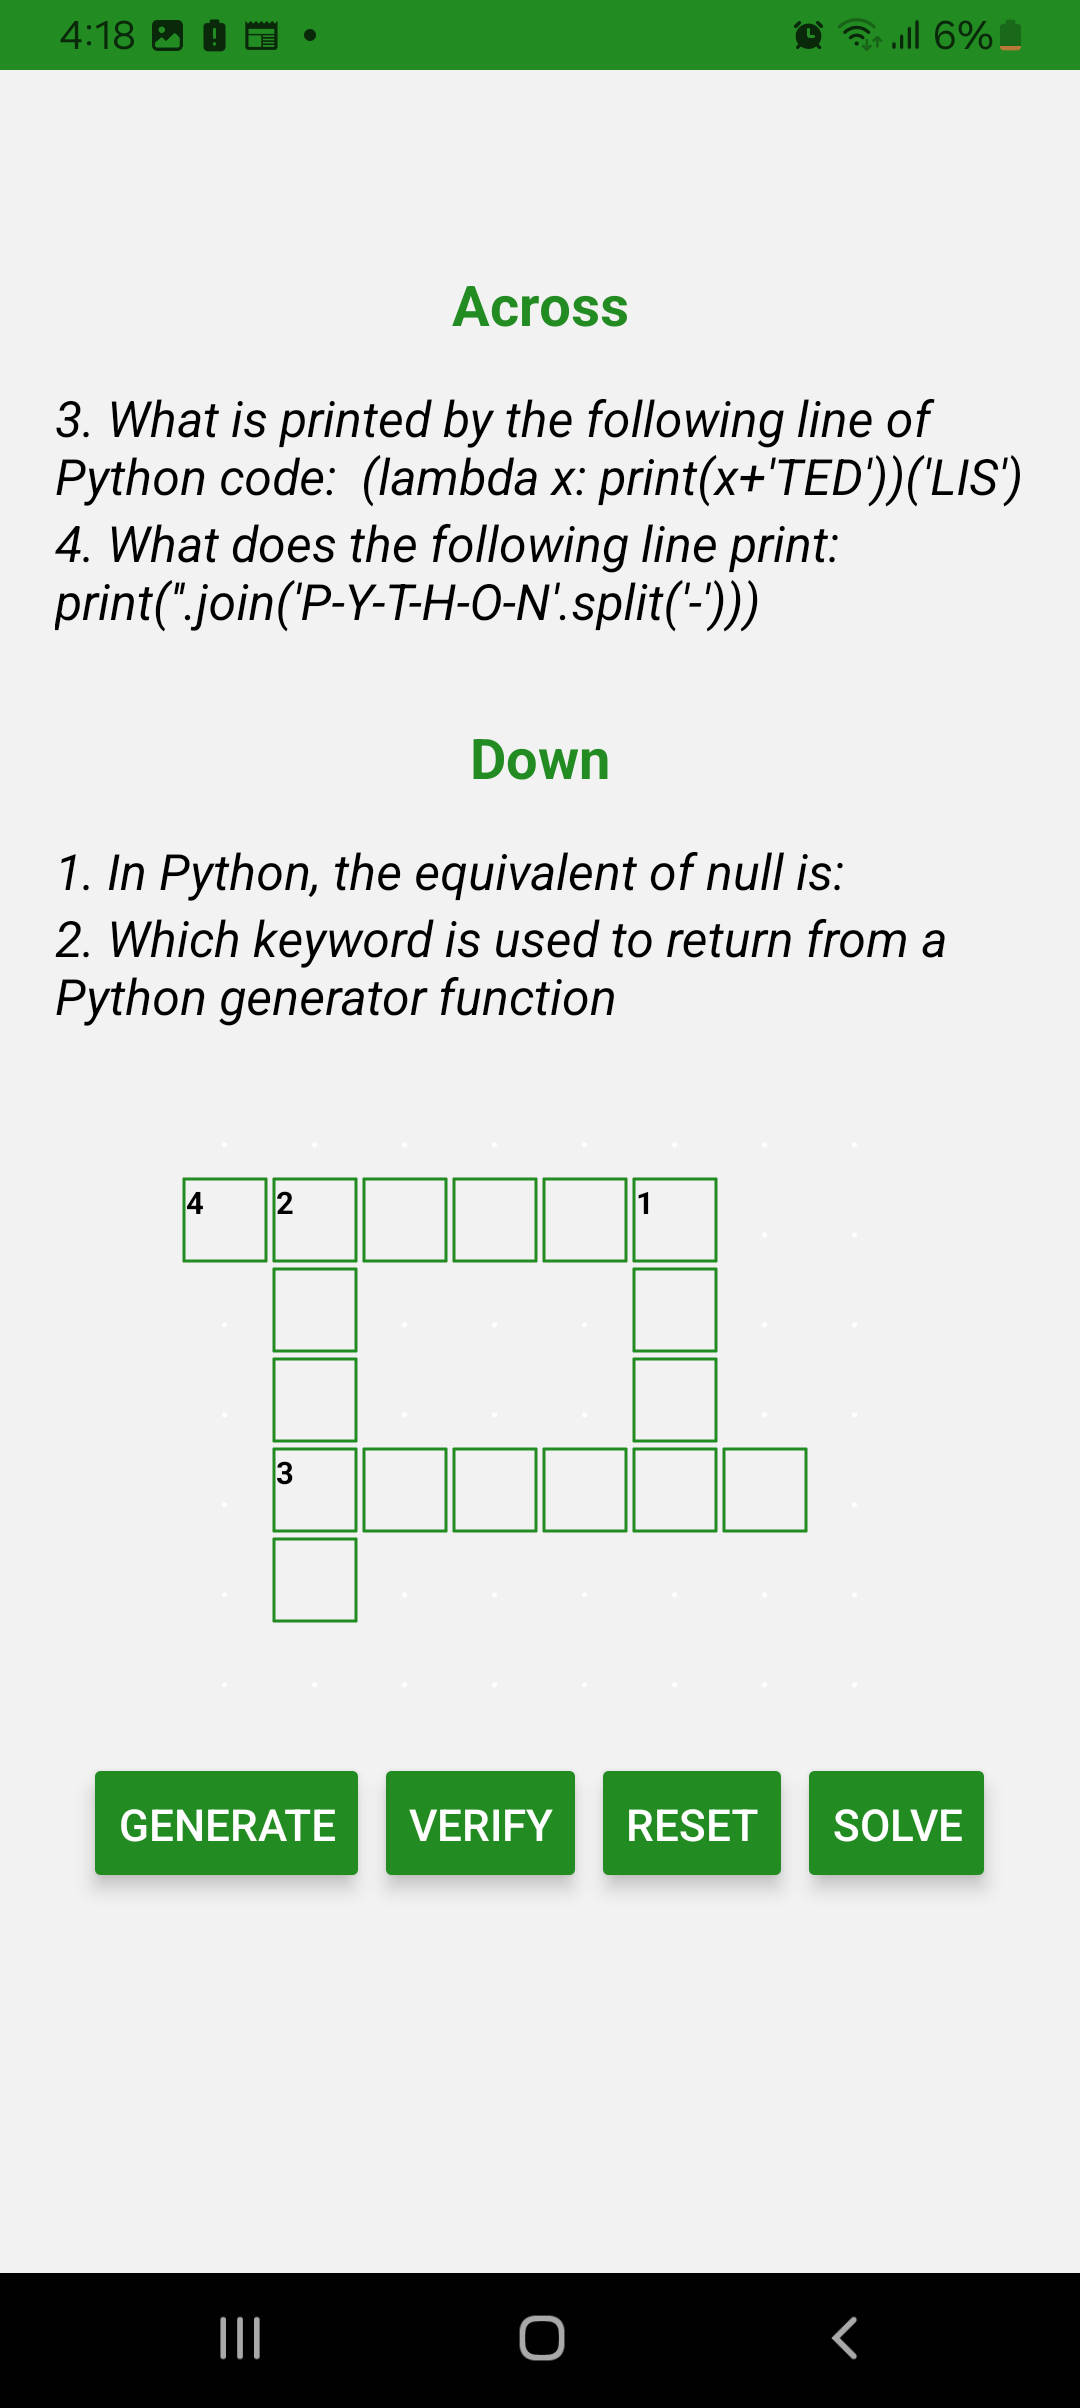 4:18 6%
Across
3. What is printed by the following line of
Python code:  (lambda x: print(x+'TED'))('LIS')
4. What does the following line print:
print(''.join('P-Y-T-H-O-N'.split('-')))
Down
1. In Python, the equivalent of null is:
2. Which keyword is used to return from a
Python generator function
4 2 1
3
GENERATE VERIFY RESET SOLVE